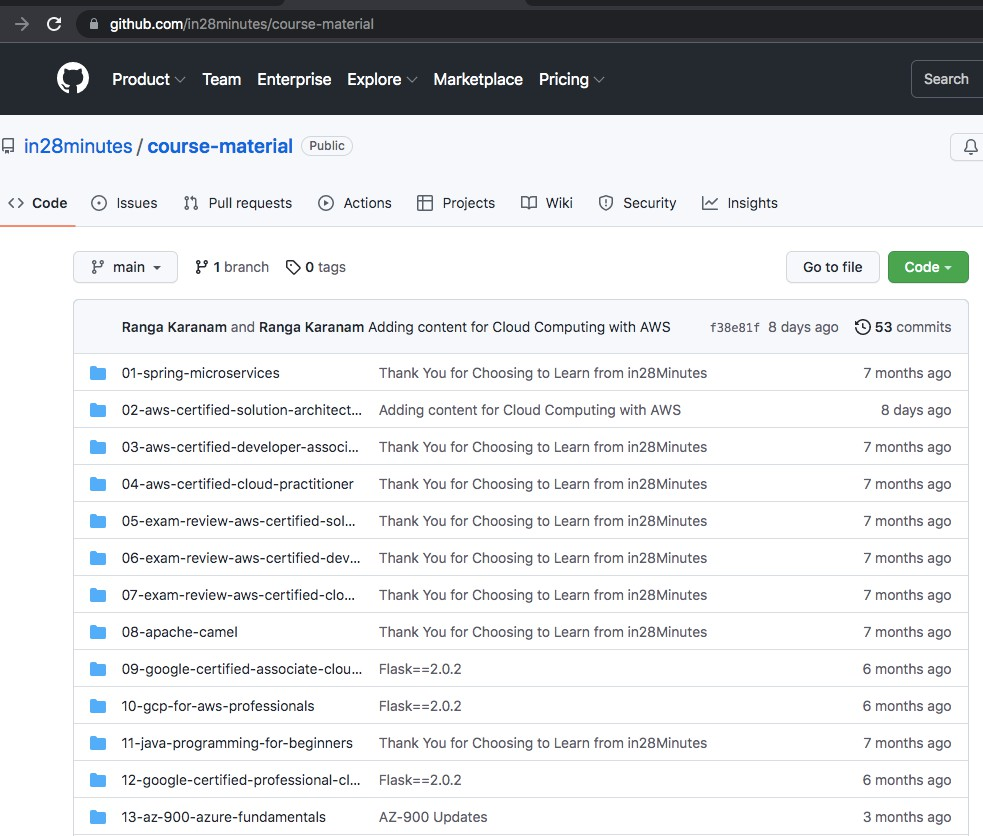 github.com/in28minutes/course-material
Product Team Enterprise Explore Marketplace Pricing Search
in28minutes / course-material Public
Code Issues Pull requests Actions Projects Wiki Security Insights
main 1 branch 0 tags Go to file Code
Ranga Karanam and Ranga Karanam Adding content for Cloud Computing with AWS f38e81f 8 days ago 53 commits
01-spring-microservices Thank You for Choosing to Learn from in28Minutes 7 months ago
02-aws-certified-solution-architect... Adding content for Cloud Computing with AWS 8 days ago
03-aws-certified-developer-associ... Thank You for Choosing to Learn from in28Minutes 7 months ago
04-aws-certified-cloud-practitioner Thank You for Choosing to Learn from in28Minutes 7 months ago
05-exam-review-aws-certified-sol... Thank You for Choosing to Learn from in28Minutes 7 months ago
06-exam-review-aws-certified-dev... Thank You for Choosing to Learn from in28Minutes 7 months ago
07-exam-review-aws-certified-clo... Thank You for Choosing to Learn from in28Minutes 7 months ago
08-apache-camel Thank You for Choosing to Learn from in28Minutes 7 months ago
09-google-certified-associate-clou... Flask==2.0.2 6 months ago
10-gcp-for-aws-professionals Flask==2.0.2 6 months ago
11-java-programming-for-beginners Thank You for Choosing to Learn from in28Minutes 7 months ago
12-google-certified-professional-cl... Flask==2.0.2 6 months ago
13-az-900-azure-fundamentals AZ-900 Updates 3 months ago